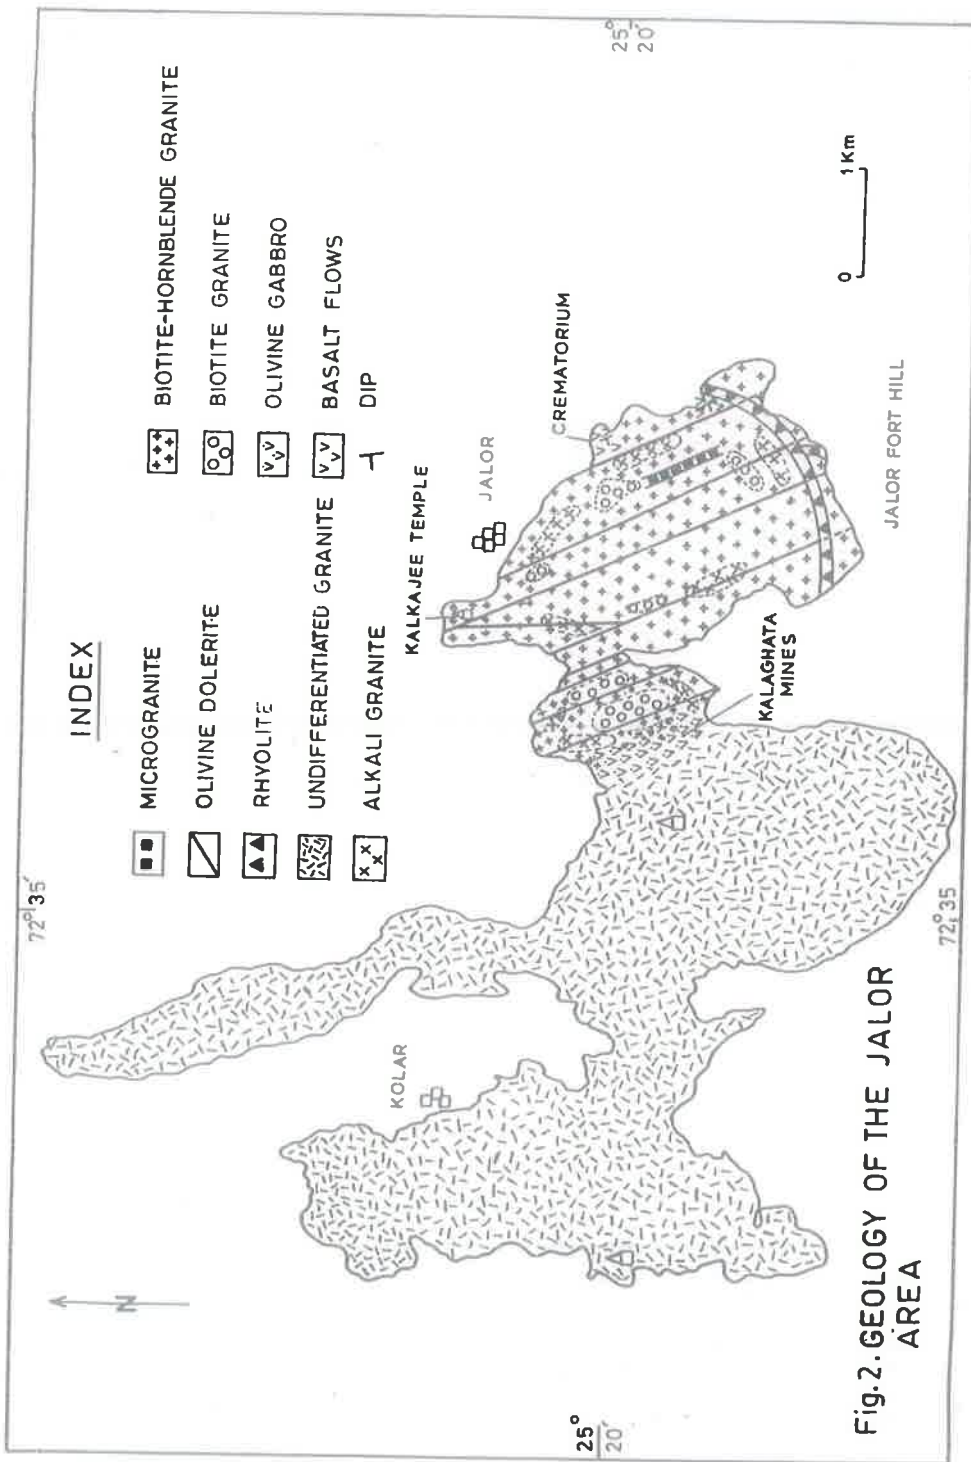 N
72° 35'
INDEX
MICROGRANITE
OLIVINE DOLERITE
RHYOLITE
UNDIFFERENTIATED GRANITE
ALKALI GRANITE
BIOTITE-HORNBLENDE GRANITE
BIOTITE GRANITE
OLIVINE GABBRO
BASALT FLOWS
DIP
KOLAR
KALKAJEE TEMPLE
JALOR
CREMATORIUM
25°
20'
25°
20'
KALAGHATA
MINES
JALOR FORT HILL
0 1 Km
72° 35
Fig. 2. GEOLOGY OF THE JALOR
AREA